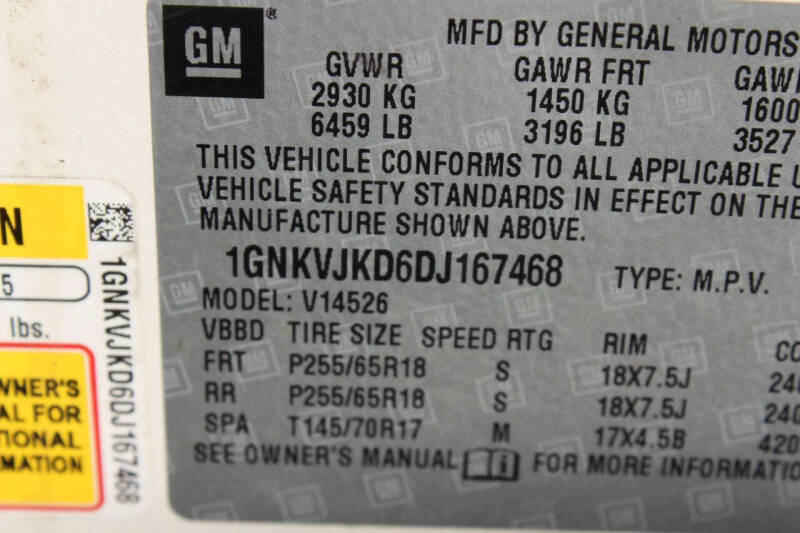 GM
MFD BY GENERAL MOTORS
GVWR GAWR FRT
2930 KG 1450 KG 1600
6459 LB 3196 LB 3527
THIS VEHICLE CONFORMS TO ALL APPLICABLE
VEHICLE SAFETY STANDARDS IN EFFECT ON THE
MANUFACTURE SHOWN ABOVE.
1GNKVJKD6DJ167468 TYPE: M.P.V.
MODEL: V14526
VBBD TIRE SIZE SPEED RTG RIM
FRT P255/65R18 S 18X7.5J
RR P255/65R18 S 18X7.5J
SPA T145/70R17 M 17X4.5B
SEE OWNER'S MANUAL FOR MORE INFORMATION
N
5
lbs.
OWNER'S
FOR
1GNKVJKD6DJ167468